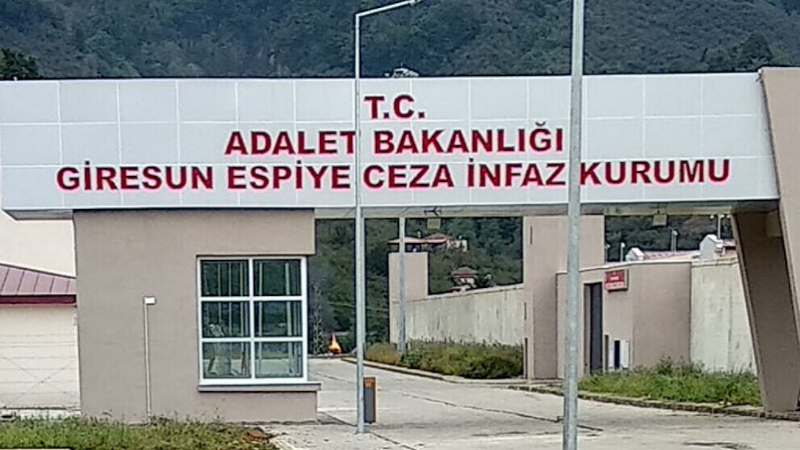 T.C.
ADALET BAKANLIĞI
GİRESUN ESPİYE CEZA İNFAZ KURUMU